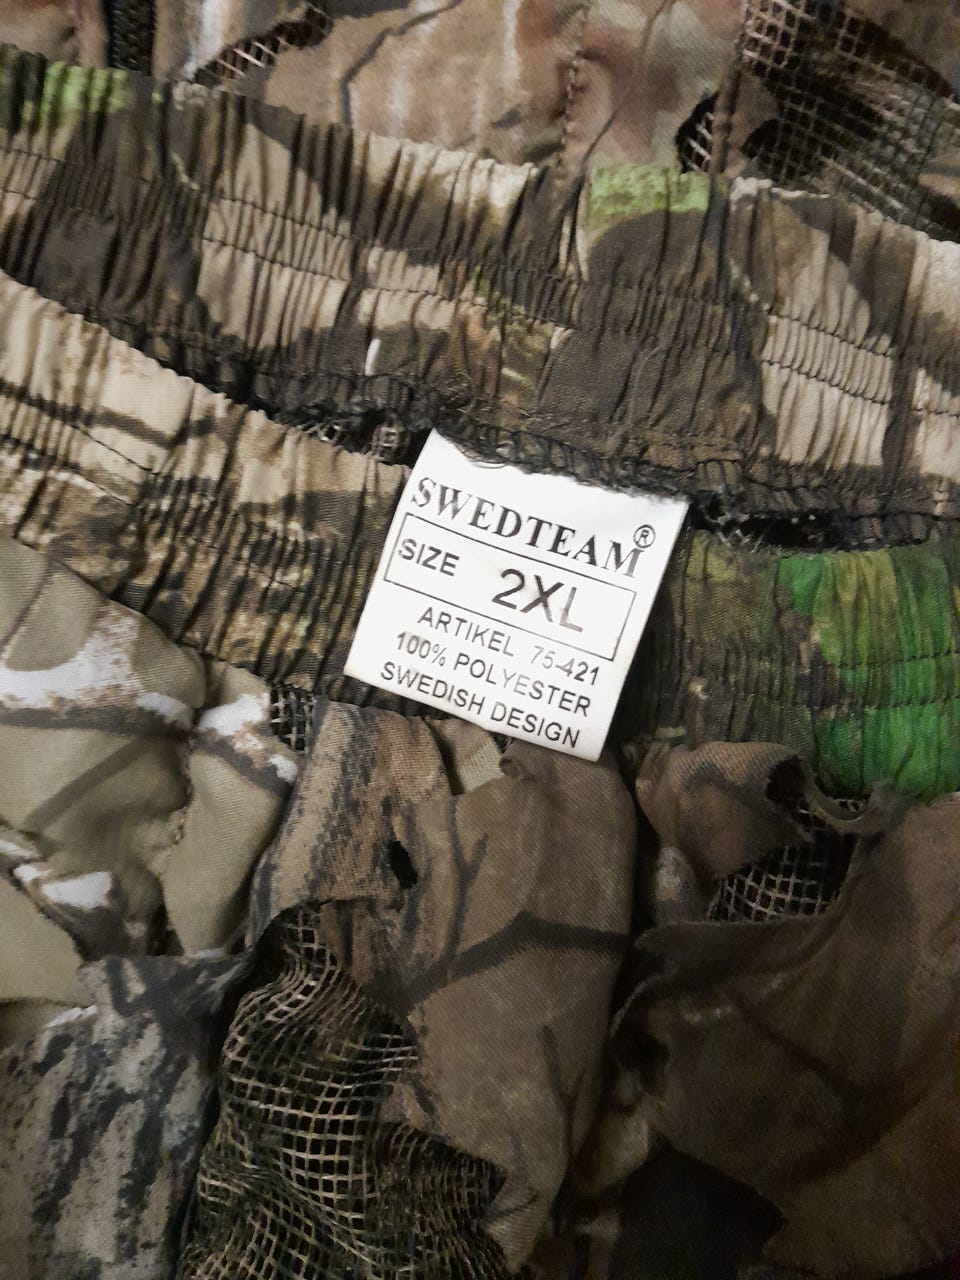 SWEDTEAM®
SIZE 2XL
ARTIKEL 75-421
100% POLYESTER
SWEDISH DESIGN